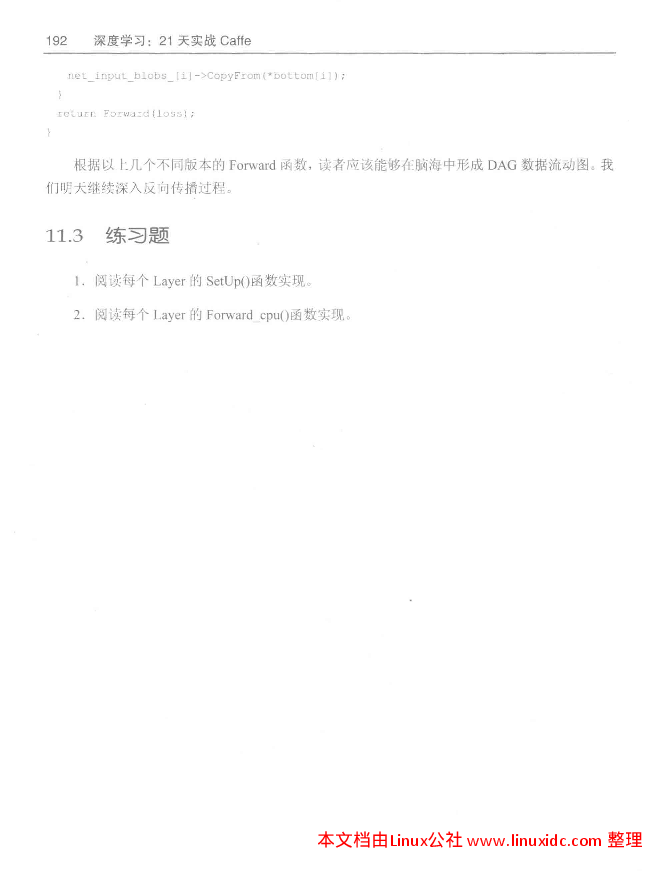 192 深度学习：21 天实战 Caffe
net_input_blobs_[i]->CopyFrom(*bottom[i]);
}
return Forward(loss);
}
根据以上几个不同版本的 Forward 函数，读者应该能够在脑海中形成 DAG 数据流动图。我
们明天继续深入反向传播过程。
11.3 练习题
1. 阅读每个 Layer 的 SetUp()函数实现。
2. 阅读每个 Layer 的 Forward_cpu()函数实现。
本文档由Linux公社 www.linuxidc.com 整理